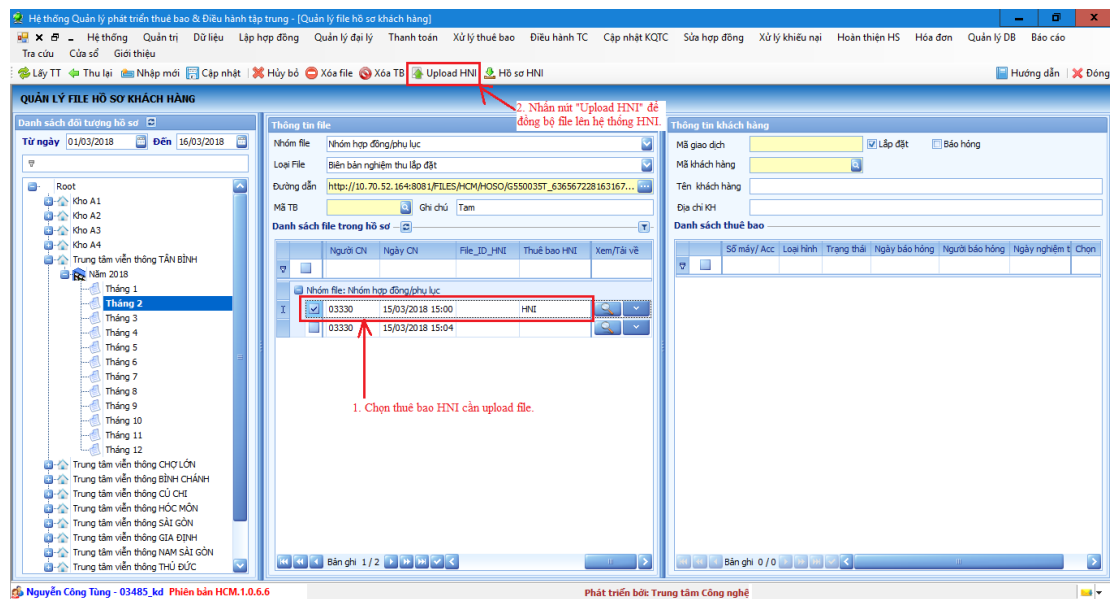 Hệ thống Quản lý phát triển thuê bao & Điều hành tập trung - [Quản lý file hồ sơ khách hàng]
Hệ thống Quản trị Dữ liệu Lập hợp đồng Quản lý đại lý Thanh toán Xử lý thuê bao Điều hành TC Cập nhật KQTC Sửa hợp đồng Xử lý khiếu nại Hoàn thiện HS Hóa đơn Quản lý DB Báo cáo
Tra cứu Cửa sổ Giới thiệu
Lấy TT Thu lại Nhập mới Cập nhật Hủy bỏ Xóa file Xóa TB Upload HNI Hồ sơ HNI Hướng dẫn Đóng
QUẢN LÝ FILE HỒ SƠ KHÁCH HÀNG
2. Nhấn nút "Upload HNI" để
đồng bộ file lên hệ thống HNI.
Danh sách đối tượng hồ sơ
Từ ngày 01/03/2018 Đến 16/03/2018
Root
Kho A1
Kho A2
Kho A3
Kho A4
Trung tâm viễn thông TÂN BÌNH
Năm 2018
Tháng 1
Tháng 2
Tháng 3
Tháng 4
Tháng 5
Tháng 6
Tháng 7
Tháng 8
Tháng 9
Tháng 10
Tháng 11
Tháng 12
Trung tâm viễn thông CHỢ LỚN
Trung tâm viễn thông BÌNH CHÁNH
Trung tâm viễn thông CỦ CHI
Trung tâm viễn thông HÓC MÔN
Trung tâm viễn thông SÀI GÒN
Trung tâm viễn thông GIA ĐỊNH
Trung tâm viễn thông NAM SÀI GÒN
Trung tâm viễn thông THỦ ĐỨC
Thông tin file
Nhóm file Nhóm hợp đồng/phụ lục
Loại File Biên bản nghiệm thu lắp đặt
Đường dẫn http://10.70.52.164:8081/FILES/HCM/HOSO/G550035T_636567228163167...
Mã TB Ghi chú Tam
Danh sách file trong hồ sơ
Người CN Ngày CN File_ID_HNI Thuê bao HNI Xem/Tải về
Nhóm file: Nhóm hợp đồng/phụ lục
03330 15/03/2018 15:00 HNI
03330 15/03/2018 15:04
1. Chọn thuê bao HNI cần upload file.
Bản ghi 1 / 2
Thông tin khách hàng
Mã giao dịch Lắp đặt Báo hỏng
Mã khách hàng
Tên khách hàng
Địa chỉ KH
Danh sách thuê bao
Số máy/ Acc Loại hình Trạng thái Ngày báo hỏng Người báo hỏng Ngày nghiệm t Chọn
Bản ghi 0 / 0
Nguyễn Công Tùng - 03485_kd Phiên bản HCM.1.0.6.6 Phát triển bởi: Trung tâm Công nghệ